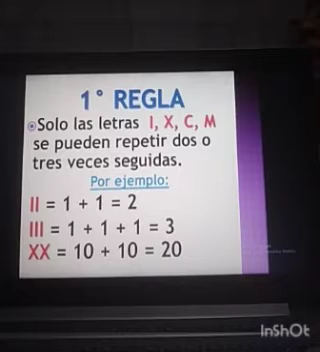 1° REGLA
Solo las letras I, X, C, M
se pueden repetir dos o
tres veces seguidas.
Por ejemplo:
II = 1 + 1 = 2
III = 1 + 1 + 1 = 3
XX = 10 + 10 = 20
InShOt